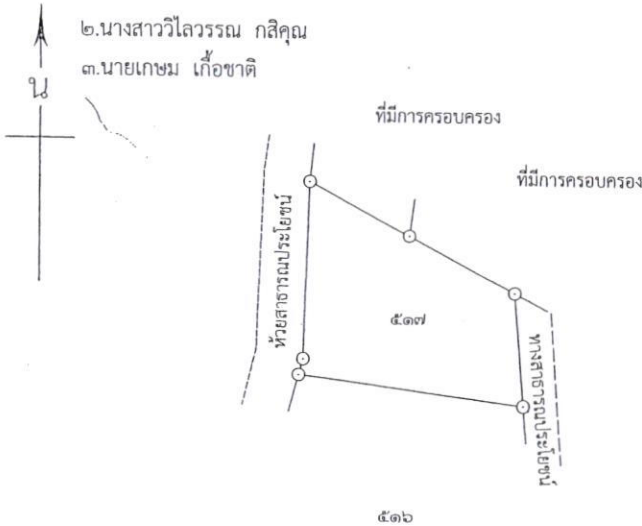 ๒.นางสาววิไลวรรณ กสิคุณ
๓.นายเกษม เกื้อชาติ
น
ที่มีการครอบครอง
ที่มีการครอบครอง
ห้วยสาธารณประโยชน์
๕๑๗
ทางสาธารณประโยชน์
๕๑๖